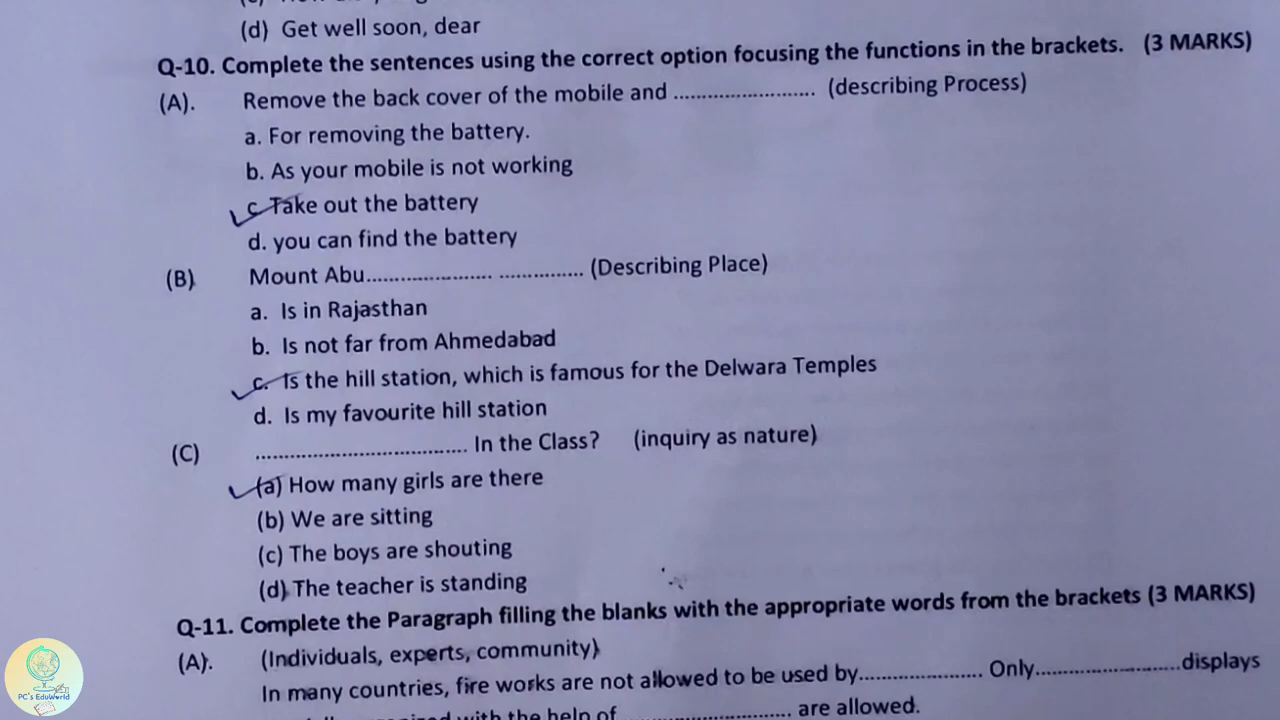 (d) Get well soon, dear
Q-10. Complete the sentences using the correct option focusing the functions in the brackets. (3 MARKS)
(A). Remove the back cover of the mobile and ........................ (describing Process)
a. For removing the battery.
b. As your mobile is not working
c. Take out the battery
d. you can find the battery
(B) Mount Abu..................... .............. (Describing Place)
a. Is in Rajasthan
b. Is not far from Ahmedabad
c. Is the hill station, which is famous for the Delwara Temples
d. Is my favourite hill station
(C) ................................... In the Class? (inquiry as nature)
(a) How many girls are there
(b) We are sitting
(c) The boys are shouting
(d) The teacher is standing
Q-11. Complete the Paragraph filling the blanks with the appropriate words from the brackets (3 MARKS)
(A). (Individuals, experts, community)
In many countries, fire works are not allowed to be used by..................... Only........................displays
with the help of ........................... are allowed.
PC's EduWorld